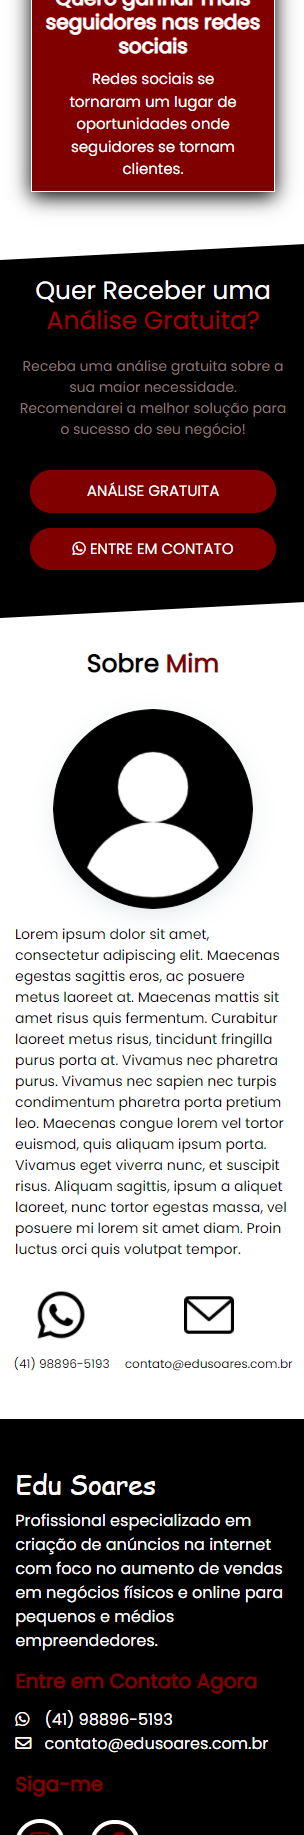 Quero ganhar mais
seguidores nas redes
sociais
Redes sociais se
tornaram um lugar de
oportunidades onde
seguidores se tornam
clientes.
Quer Receber uma
Análise Gratuita?
Receba uma análise gratuita sobre a
sua maior necessidade.
Recomendarei a melhor solução para
o sucesso do seu negócio!
ANÁLISE GRATUITA
ENTRE EM CONTATO
Sobre Mim
Lorem ipsum dolor sit amet,
consectetur adipiscing elit. Maecenas
egestas sagittis eros, ac posuere
metus laoreet at. Maecenas mattis sit
amet risus quis fermentum. Curabitur
laoreet metus risus, tincidunt fringilla
purus porta at. Vivamus nec pharetra
purus. Vivamus nec sapien nec turpis
condimentum pharetra porta pretium
leo. Maecenas congue lorem vel tortor
euismod, quis aliquam ipsum porta.
Vivamus eget viverra nunc, et suscipit
risus. Aliquam sagittis, ipsum a aliquet
laoreet, nunc tortor egestas massa, vel
posuere mi lorem sit amet diam. Proin
luctus orci quis volutpat tempor.
(41) 98896-5193 contato@edusoares.com.br
Edu Soares
Profissional especializado em
criação de anúncios na internet
com foco no aumento de vendas
em negócios físicos e online para
pequenos e médios
empreendedores.
Entre em Contato Agora
(41) 98896-5193
contato@edusoares.com.br
Siga-me